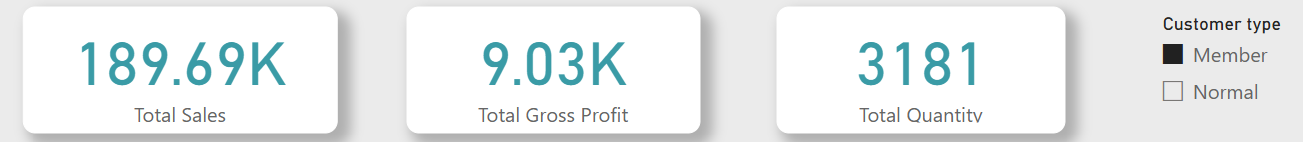 189.69K
Total Sales
9.03K
Total Gross Profit
3181
Total Quantity
Customer type
Member
Normal